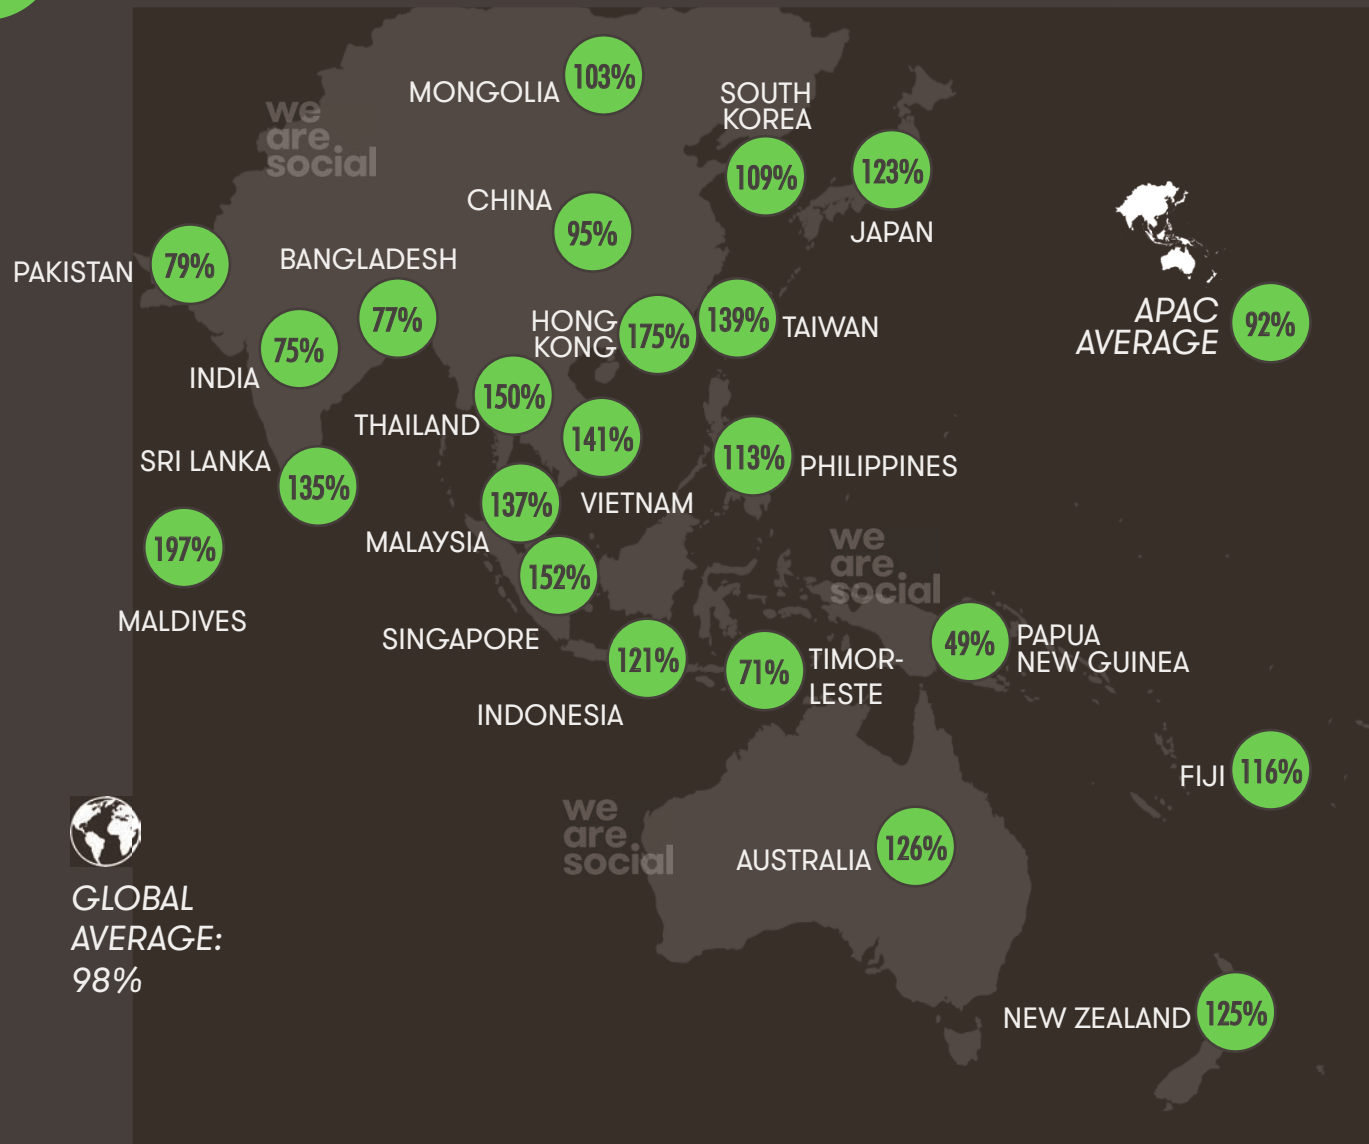 103%
MONGOLIA
SOUTH
KOREA
we
are
social
109%
123%
JAPAN
CHINA
95%
PAKISTAN
79%
BANGLADESH
77%
HONG
KONG
175%
139%
TAIWAN
APAC
AVERAGE
92%
75%
INDIA
150%
THAILAND
141%
VIETNAM
113%
PHILIPPINES
SRI LANKA
135%
137%
MALAYSIA
197%
MALDIVES
152%
SINGAPORE
we
are
social
121%
INDONESIA
71%
TIMOR-
LESTE
49%
PAPUA
NEW GUINEA
FIJI
116%
we
are
social
AUSTRALIA
126%
GLOBAL
AVERAGE:
98%
NEW ZEALAND
125%